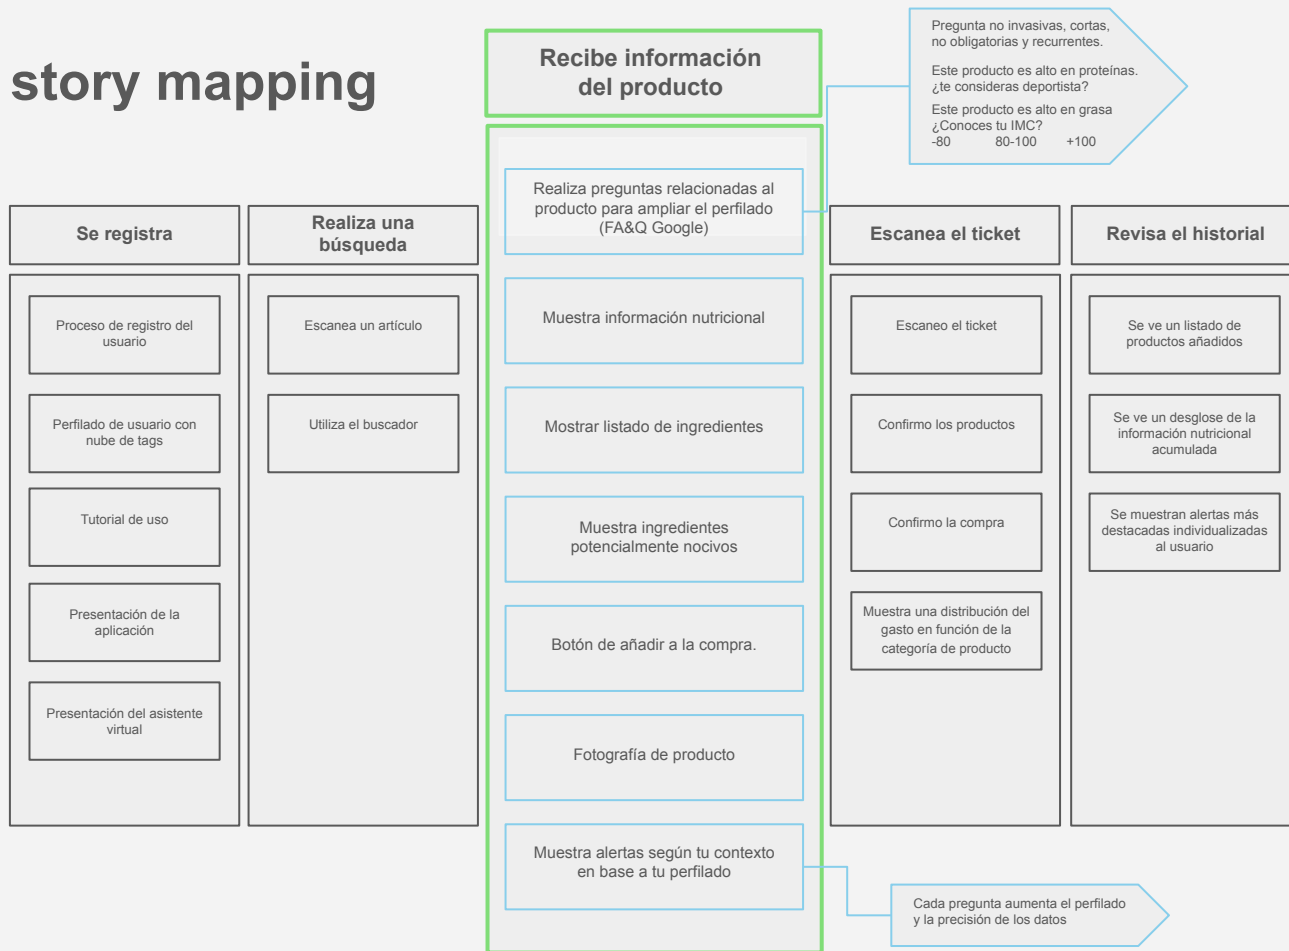 story mapping
Recibe información
del producto
Pregunta no invasivas, cortas,
no obligatorias y recurrentes.
Este producto es alto en proteínas.
¿te consideras deportista?
Este producto es alto en grasa
¿Conoces tu IMC?
-80 80-100 +100
Se registra
Proceso de registro del
usuario
Perfilado de usuario con
nube de tags
Tutorial de uso
Presentación de la
aplicación
Presentación del asistente
virtual
Realiza una
búsqueda
Escanea un artículo
Utiliza el buscador
Realiza preguntas relacionadas al
producto para ampliar el perfilado
(FA&Q Google)
Muestra información nutricional
Mostrar listado de ingredientes
Muestra ingredientes
potencialmente nocivos
Botón de añadir a la compra.
Fotografía de producto
Muestra alertas según tu contexto
en base a tu perfilado
Escanea el ticket
Escaneo el ticket
Confirmo los productos
Confirmo la compra
Muestra una distribución del
gasto en función de la
categoría de producto
Revisa el historial
Se ve un listado de
productos añadidos
Se ve un desglose de la
información nutricional
acumulada
Se muestran alertas más
destacadas individualizadas
al usuario
Cada pregunta aumenta el perfilado
y la precisión de los datos